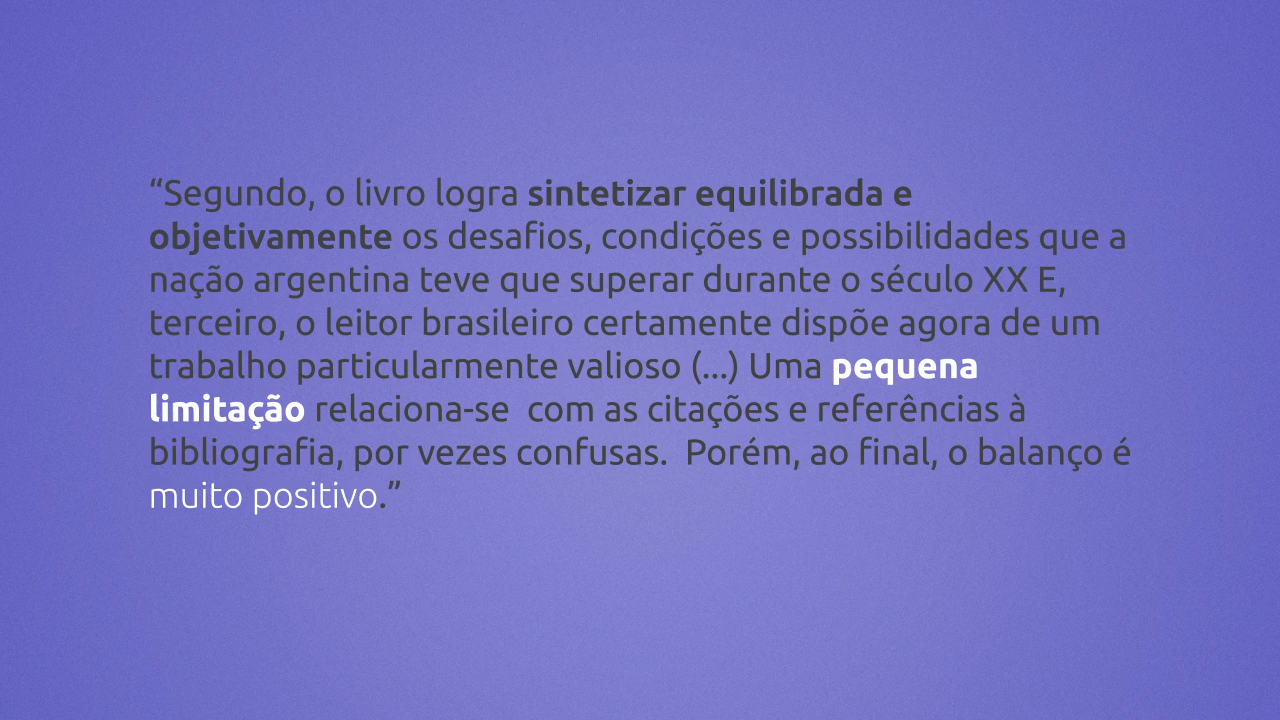 “Segundo, o livro logra sintetizar equilibrada e
objetivamente os desafios, condições e possibilidades que a
nação argentina teve que superar durante o século XX E,
terceiro, o leitor brasileiro certamente dispõe agora de um
trabalho particularmente valioso (...) Uma pequena
limitação relaciona-se  com as citações e referências à
bibliografia, por vezes confusas.  Porém, ao final, o balanço é
muito positivo.”